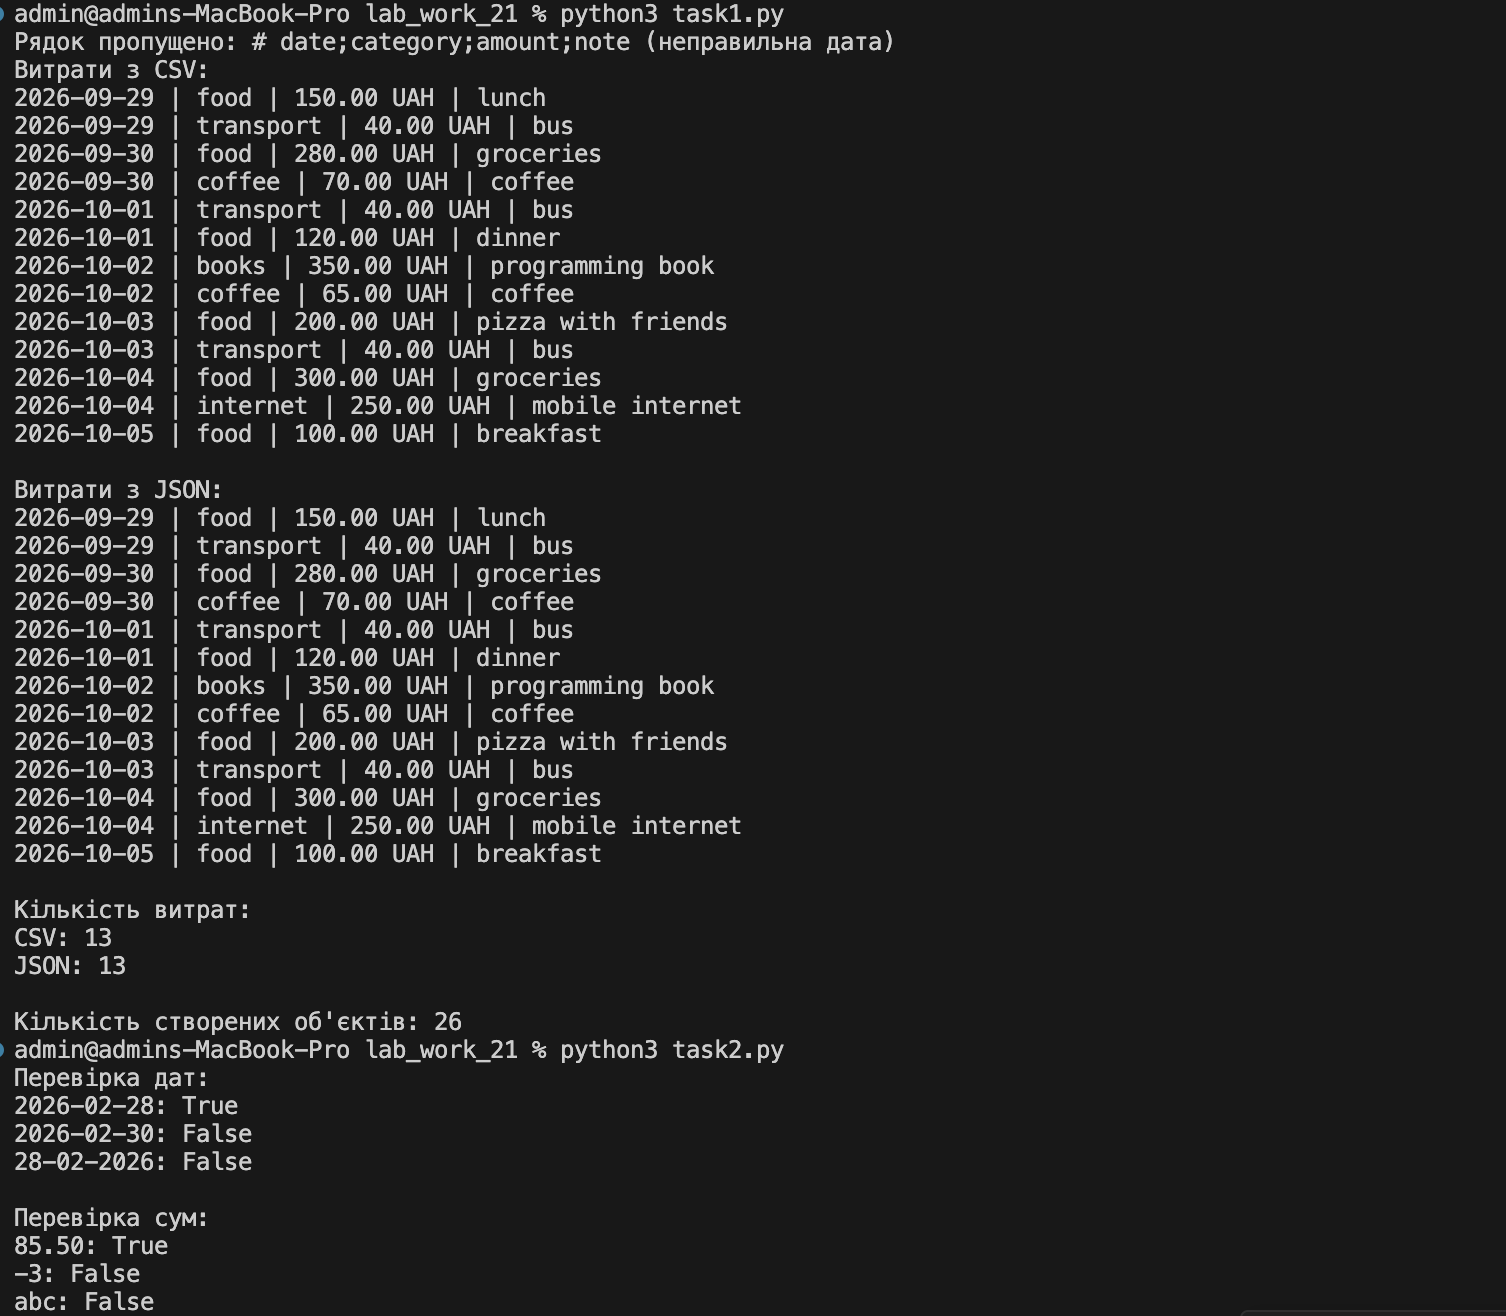 admin@admins-MacBook-Pro lab_work_21 % python3 task1.py
Рядок пропущено: # date;category;amount;note (неправильна дата)
Витрати з CSV:
2026-09-29 | food | 150.00 UAH | lunch
2026-09-29 | transport | 40.00 UAH | bus
2026-09-30 | food | 280.00 UAH | groceries
2026-09-30 | coffee | 70.00 UAH | coffee
2026-10-01 | transport | 40.00 UAH | bus
2026-10-01 | food | 120.00 UAH | dinner
2026-10-02 | books | 350.00 UAH | programming book
2026-10-02 | coffee | 65.00 UAH | coffee
2026-10-03 | food | 200.00 UAH | pizza with friends
2026-10-03 | transport | 40.00 UAH | bus
2026-10-04 | food | 300.00 UAH | groceries
2026-10-04 | internet | 250.00 UAH | mobile internet
2026-10-05 | food | 100.00 UAH | breakfast

Витрати з JSON:
2026-09-29 | food | 150.00 UAH | lunch
2026-09-29 | transport | 40.00 UAH | bus
2026-09-30 | food | 280.00 UAH | groceries
2026-09-30 | coffee | 70.00 UAH | coffee
2026-10-01 | transport | 40.00 UAH | bus
2026-10-01 | food | 120.00 UAH | dinner
2026-10-02 | books | 350.00 UAH | programming book
2026-10-02 | coffee | 65.00 UAH | coffee
2026-10-03 | food | 200.00 UAH | pizza with friends
2026-10-03 | transport | 40.00 UAH | bus
2026-10-04 | food | 300.00 UAH | groceries
2026-10-04 | internet | 250.00 UAH | mobile internet
2026-10-05 | food | 100.00 UAH | breakfast

Кількість витрат:
CSV: 13
JSON: 13

Кількість створених об'єктів: 26
admin@admins-MacBook-Pro lab_work_21 % python3 task2.py
Перевірка дат:
2026-02-28: True
2026-02-30: False
28-02-2026: False

Перевірка сум:
85.50: True
-3: False
abc: False